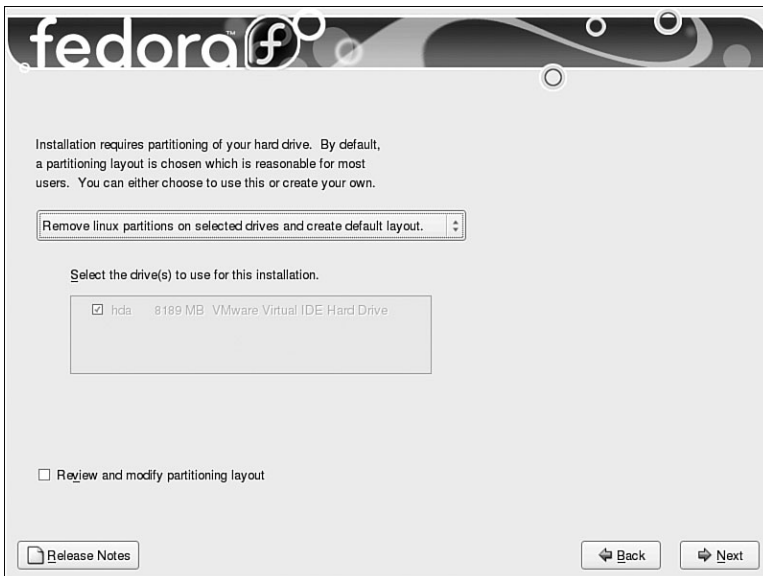 fedora f™
Installation requires partitioning of your hard drive. By default,
a partitioning layout is chosen which is reasonable for most
users. You can either choose to use this or create your own.
Remove linux partitions on selected drives and create default layout.
Select the drive(s) to use for this installation.
hda 8189 MB VMware Virtual IDE Hard Drive
Review and modify partitioning layout
Release Notes
Back
Next